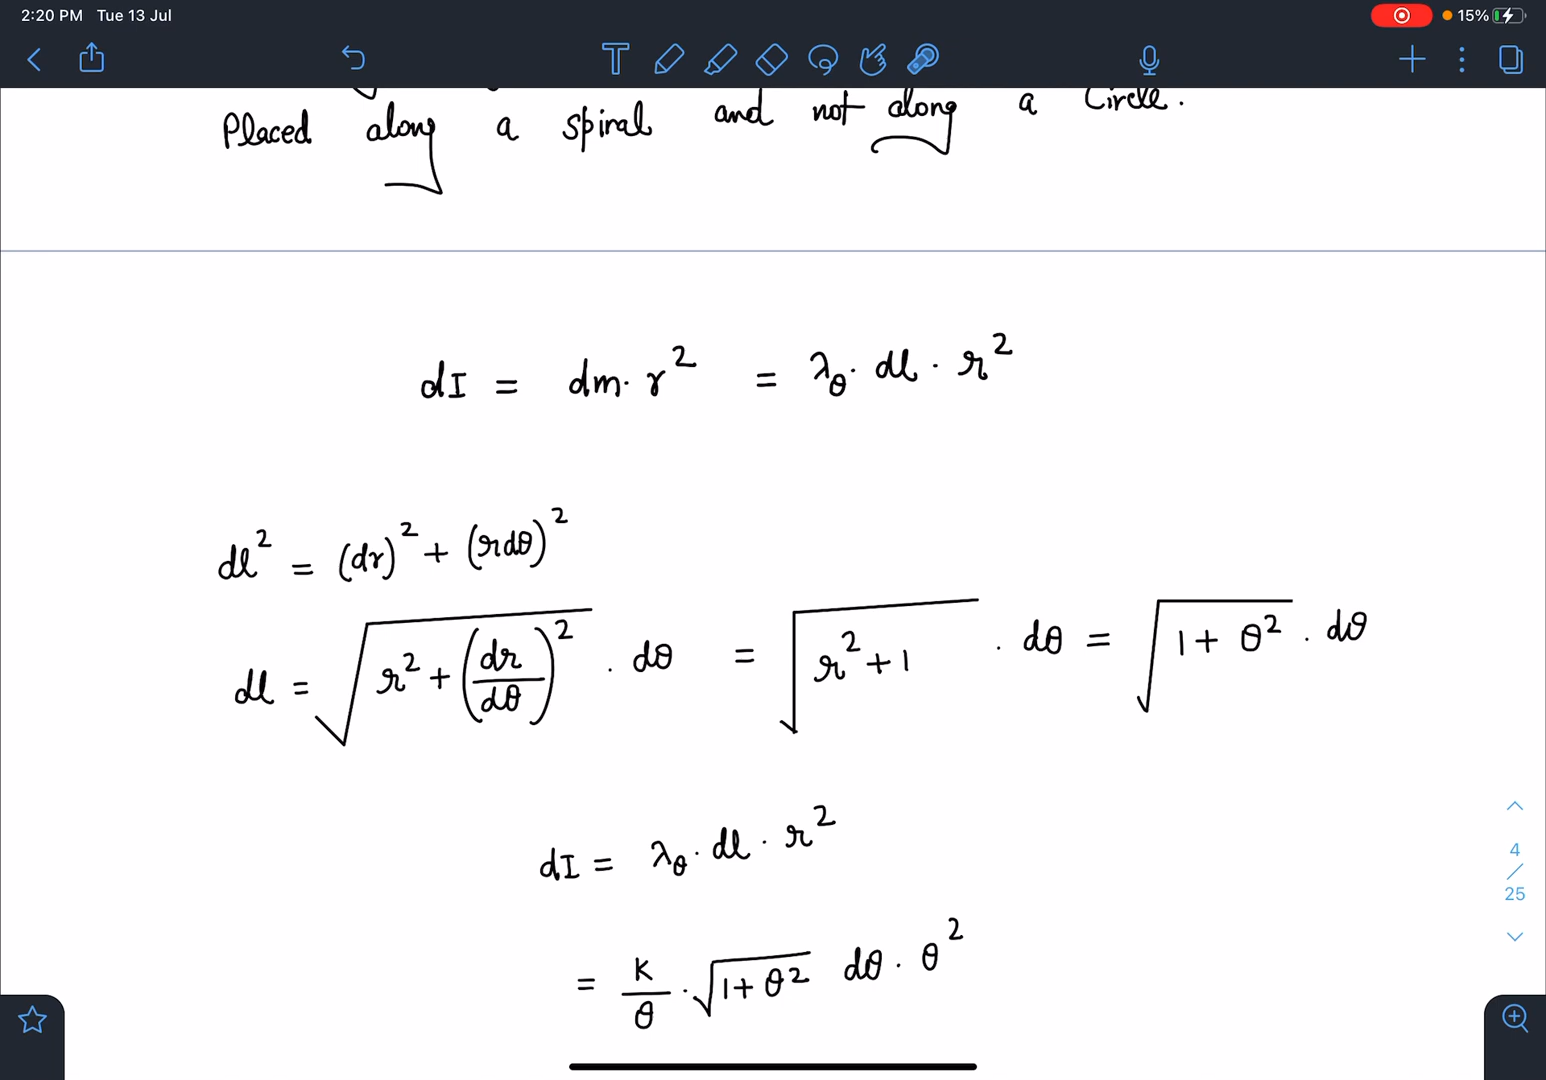 2:20 PM Tue 13 Jul
15%
T
Placed along a spiral and not along a Circle.
dI = dm · r² = λ_θ · dl · r²
dl² = (dr)² + (rdθ)²
dl = √(r² + (dr/dθ)²) · dθ = √(r² + 1) · dθ = √(1 + θ²) · dθ
dI = λ_θ · dl · r²
= K/θ · √(1 + θ²) dθ · θ²
4
/
25